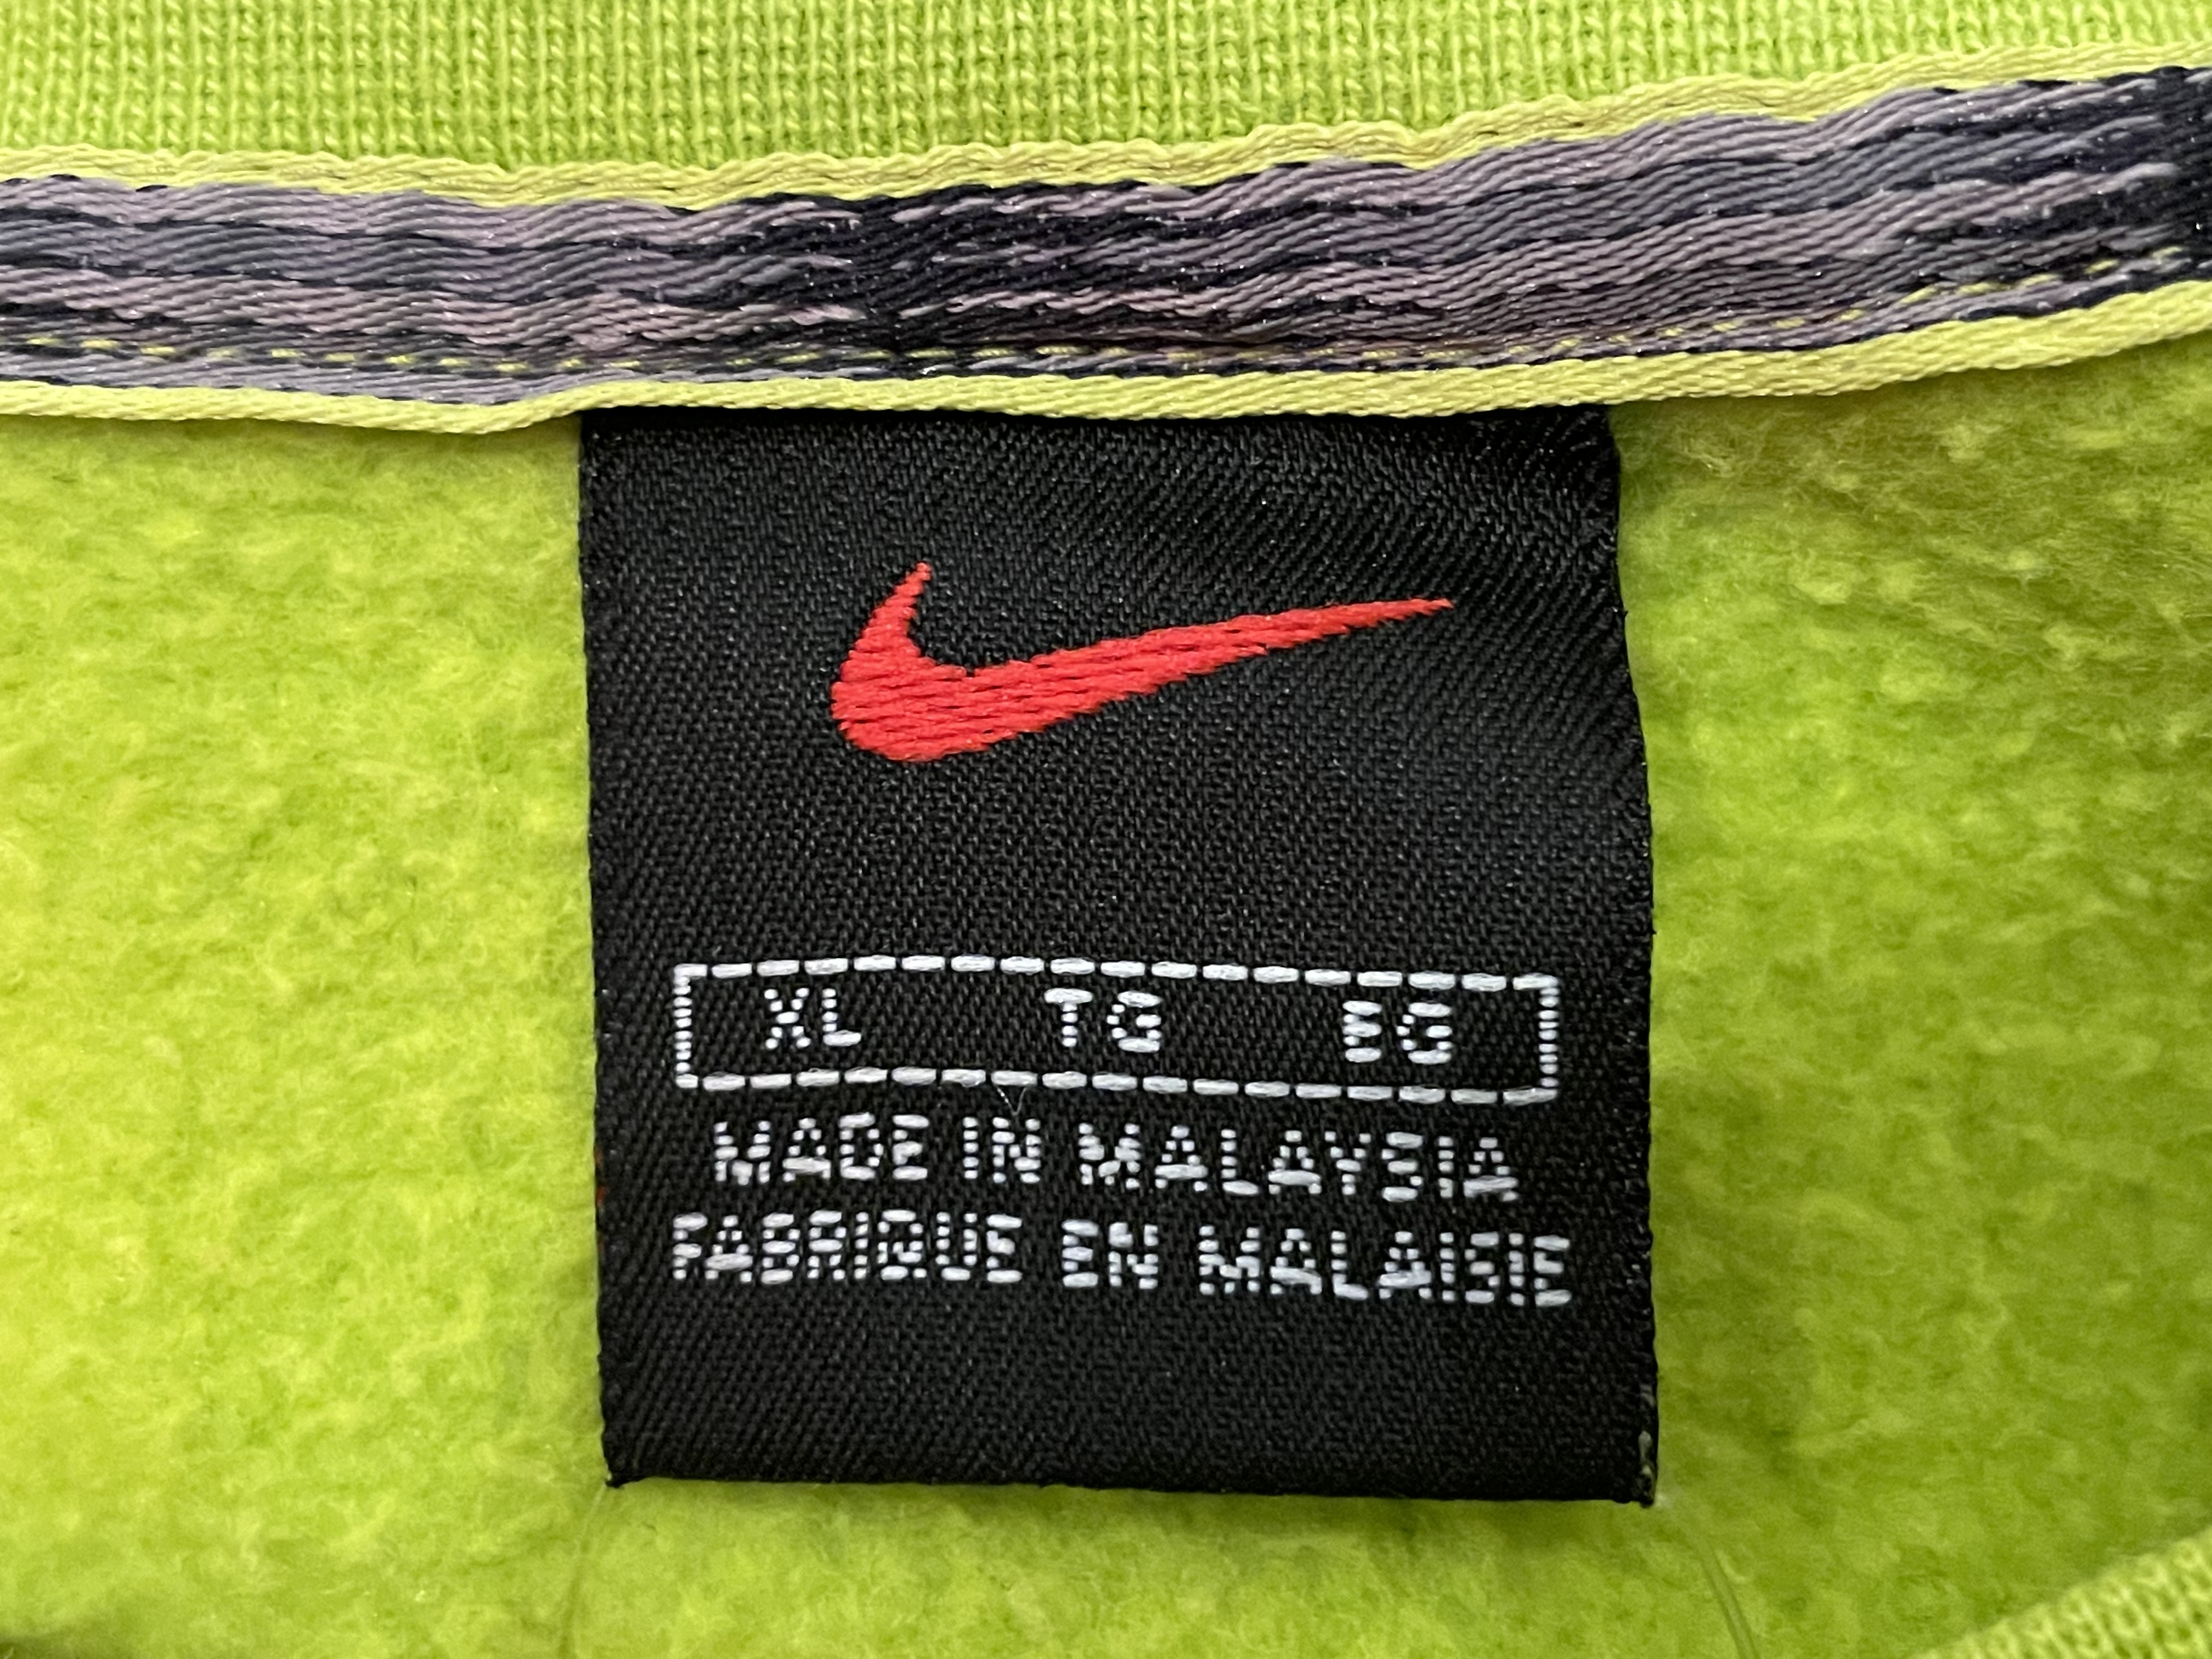 XL TG EG
MADE IN MALAYSIA
FABRIQUE EN MALAISIE